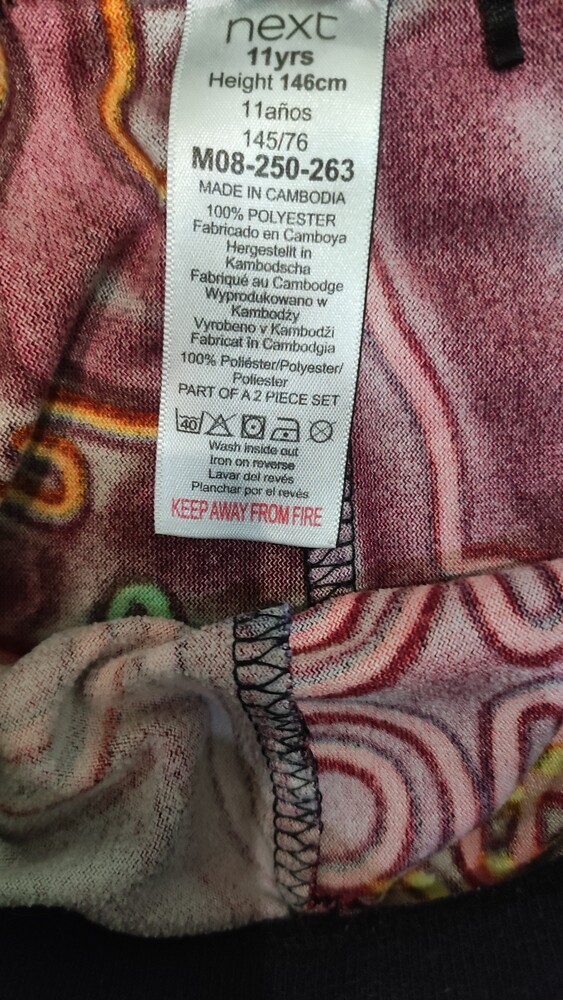 next
11yrs
Height 146cm
11años
145/76
M08-250-263
MADE IN CAMBODIA
100% POLYESTER
Fabricado en Camboya
Hergestellt in
Kambodscha
Fabriqué au Cambodge
Wyprodukowano w
Kambodży
Vyrobeno v Kambodži
Fabricat în Cambodgia
100% Poliéster/Polyester/
Poliester
PART OF A 2 PIECE SET
40
Wash inside out
Iron on reverse
Lavar del revés
Planchar por el revés
KEEP AWAY FROM FIRE